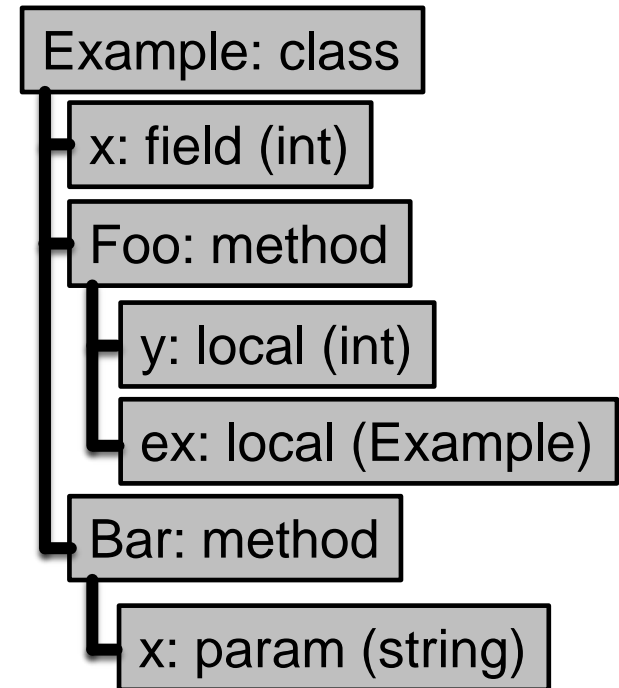 Example: class
x: field (int)
Foo: method
y: local (int)
ex: local (Example)
Bar: method
x: param (string)